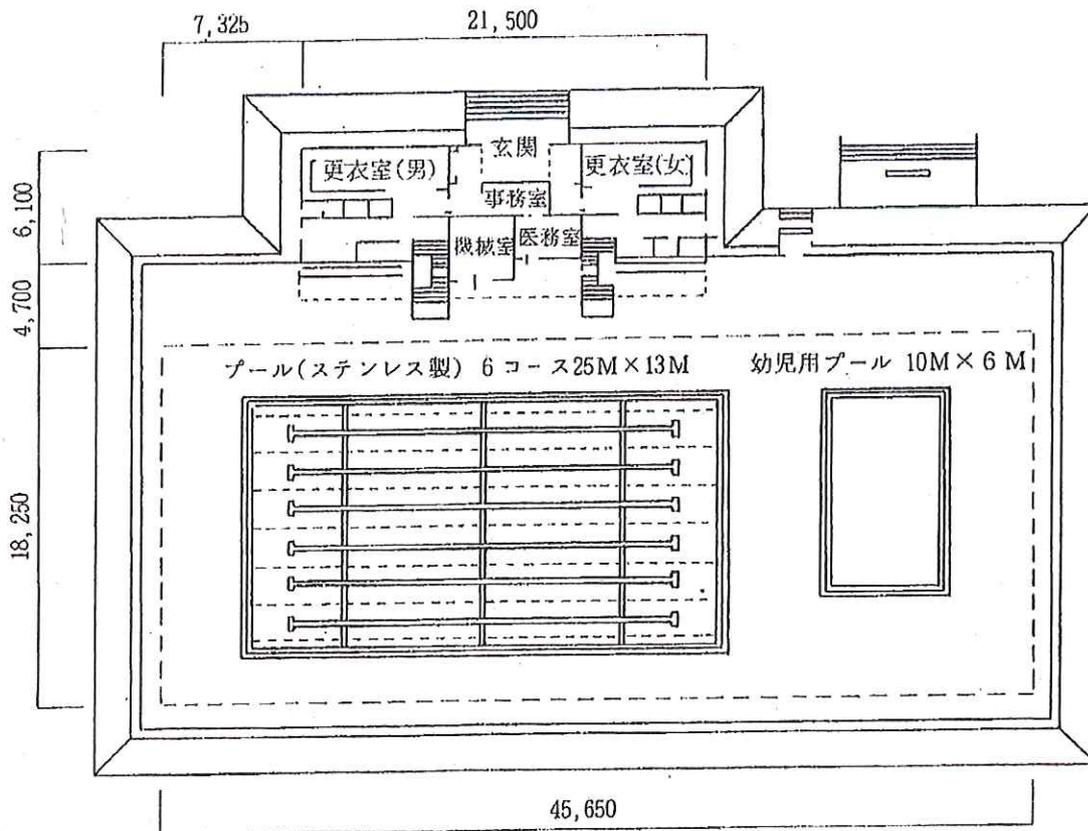 7,325
21,500
玄関
更衣室(男)
更衣室(女)
事務室
機械室
医務室
6,100
4,700
18,250
プール(ステンレス製) 6コース25M×13M
幼児用プール 10M×6M
45,650